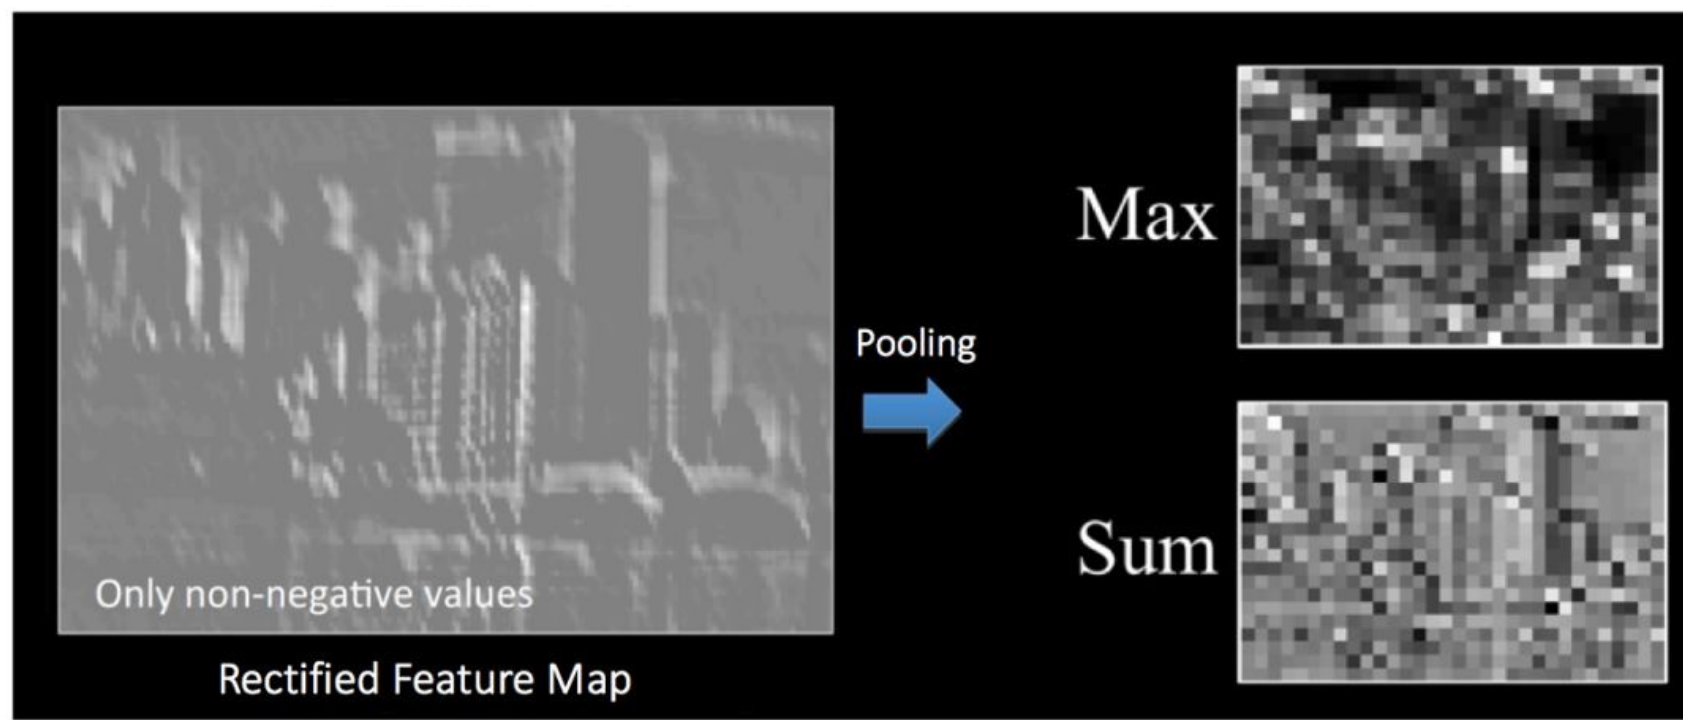 Only non-negative values
Rectified Feature Map
Pooling
Max
Sum